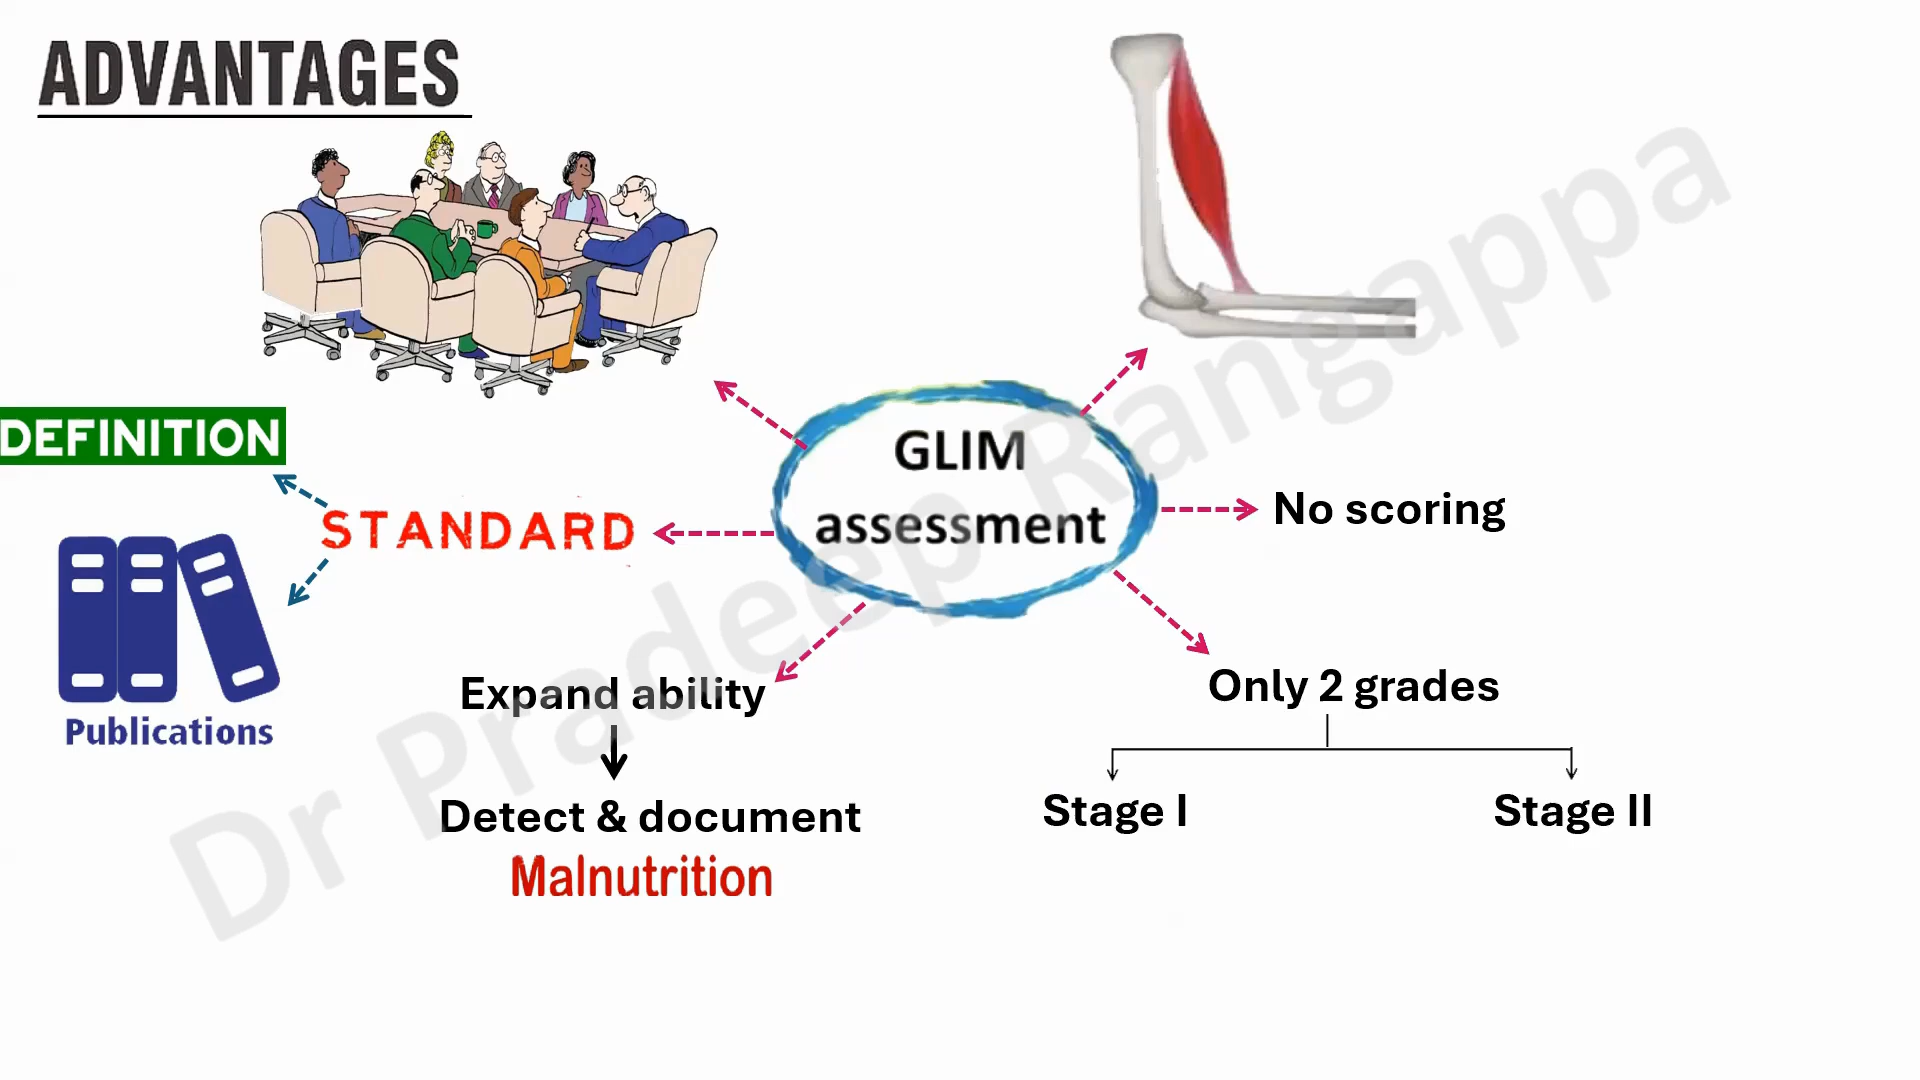 ADVANTAGES
DEFINITION
STANDARD
Publications
GLIM
assessment
No scoring
Expand ability
Detect & document
Malnutrition
Only 2 grades
Stage I
Stage II
Dr Pradeep Rangappa